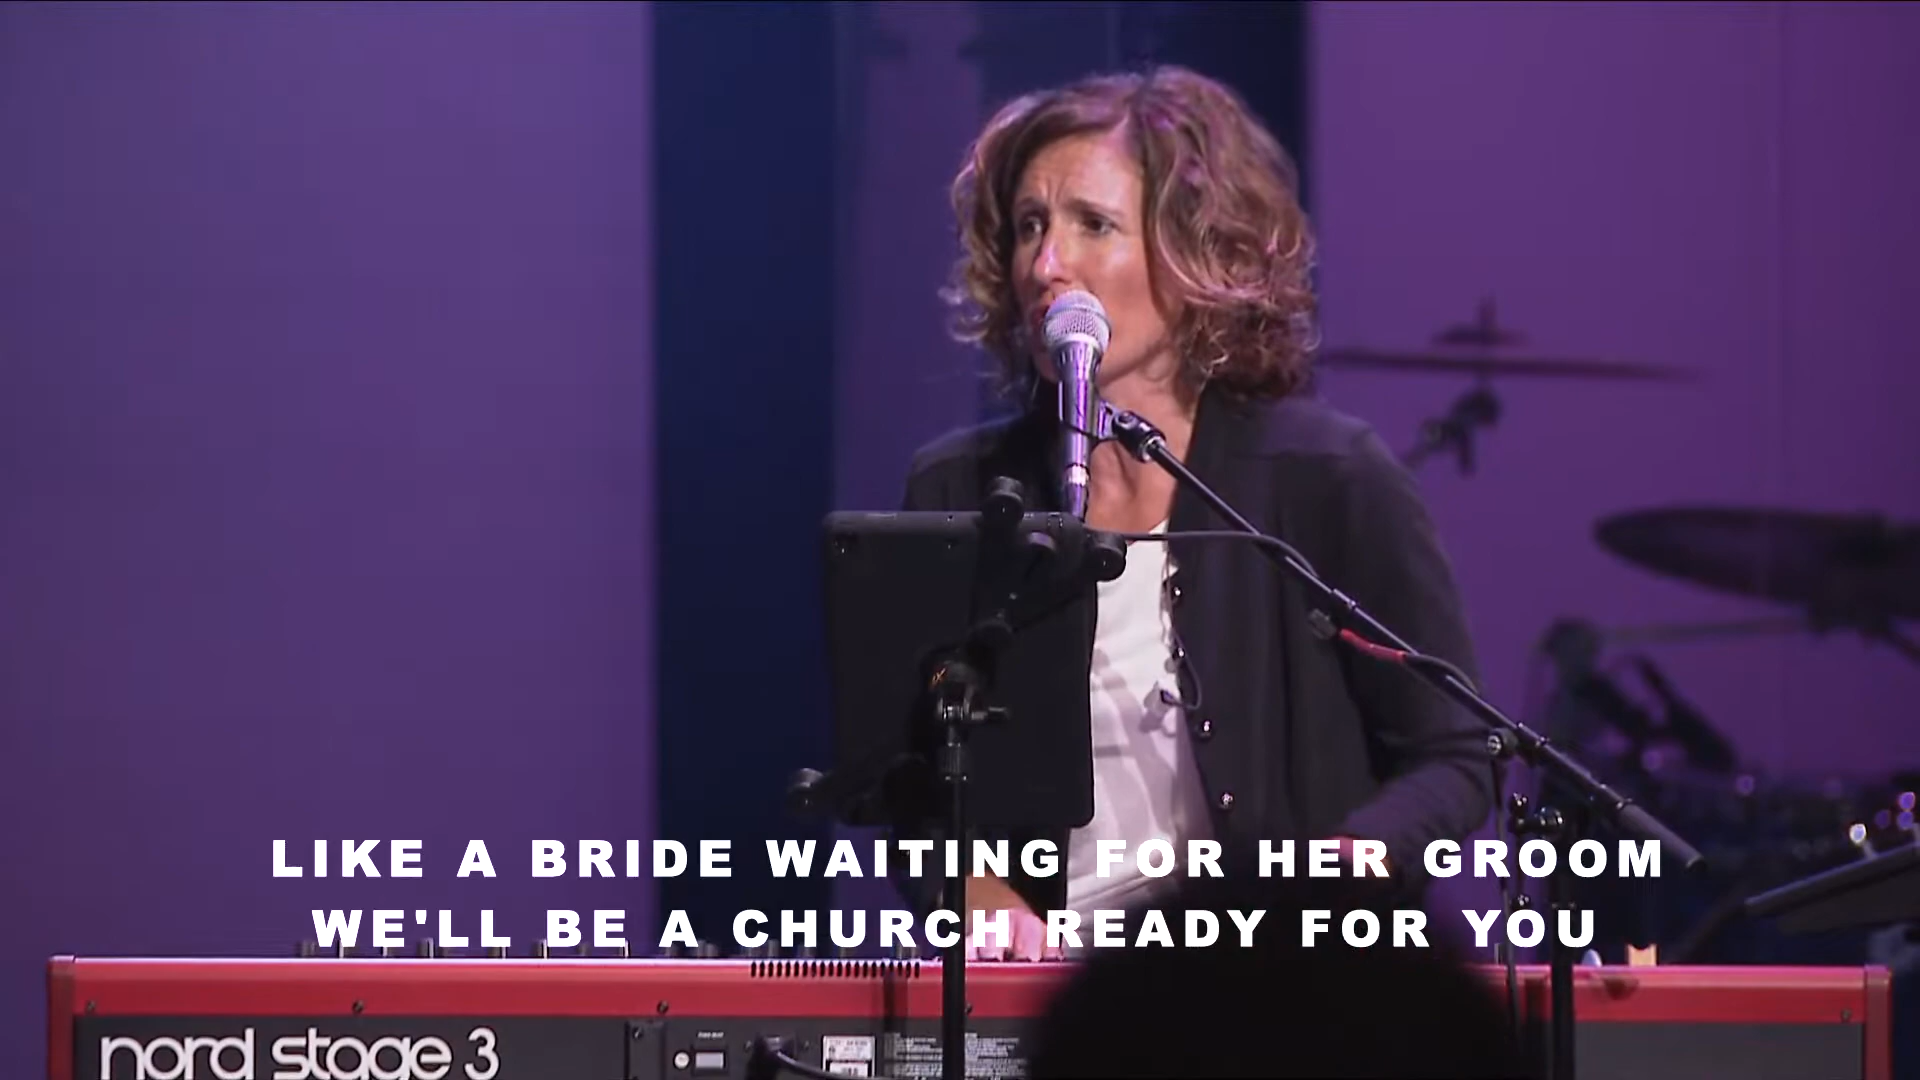 LIKE A BRIDE WAITING FOR HER GROOM
WE'LL BE A CHURCH READY FOR YOU
nord stage 3